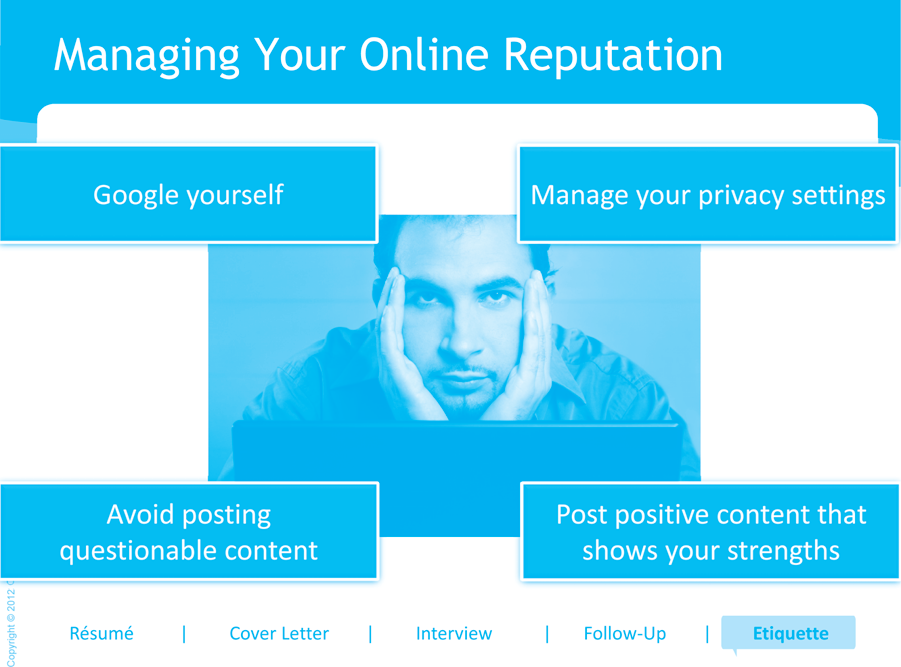 Managing Your Online Reputation
Google yourself
Manage your privacy settings
Avoid posting
questionable content
Post positive content that
shows your strengths
Copyright © 2012
Résumé | Cover Letter | Interview | Follow-Up | Etiquette